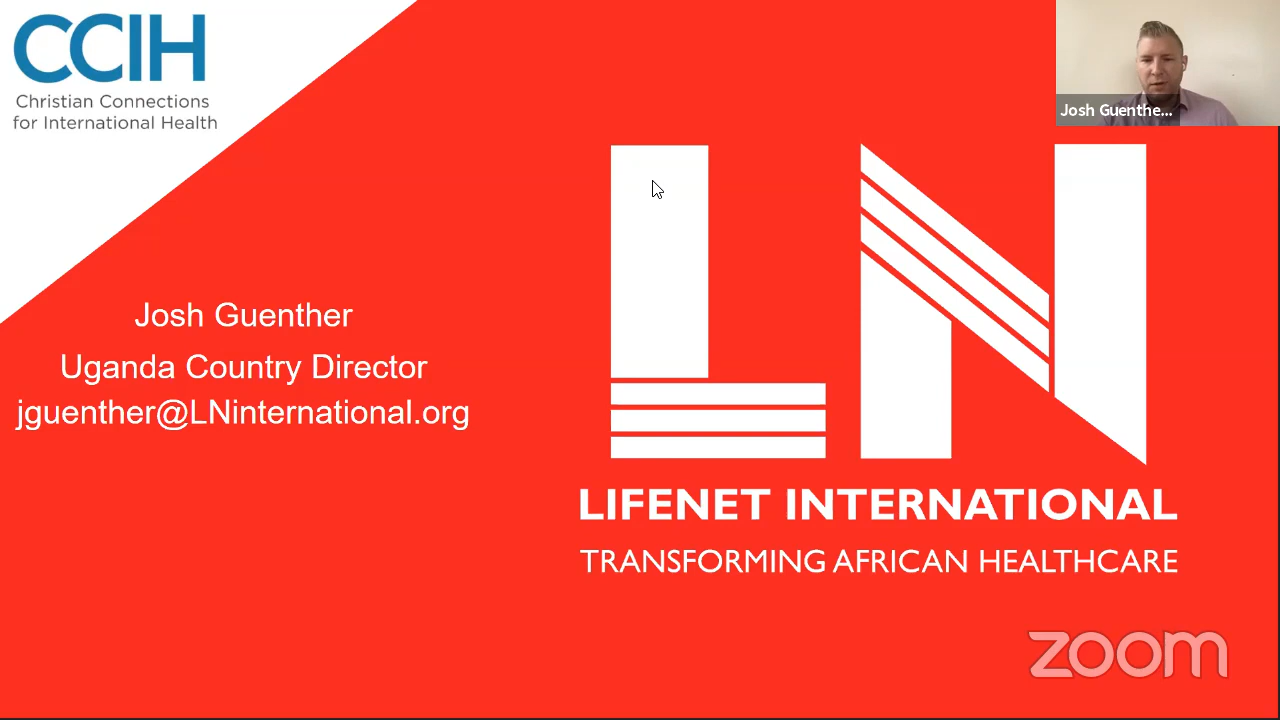 CCIH
Christian Connections
for International Health
Josh Guenthe...
Josh Guenther
Uganda Country Director
jguenther@LNinternational.org
LN
LIFENET INTERNATIONAL
TRANSFORMING AFRICAN HEALTHCARE
zoom